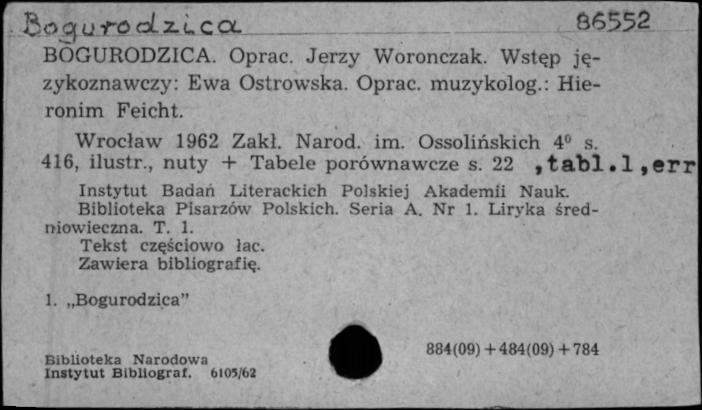 Bogurodzica 86552
BOGURODZICA. Oprac. Jerzy Woronczak. Wstęp ję-
zykoznawczy: Ewa Ostrowska. Oprac. muzykolog.: Hie-
ronim Feicht.
Wrocław 1962 Zakł. Narod. im. Ossolińskich 4⁰ s.
416, ilustr., nuty + Tabele porównawcze s. 22 ,tabl.1,err
Instytut Badań Literackich Polskiej Akademii Nauk.
Biblioteka Pisarzów Polskich. Seria A. Nr 1. Liryka śred-
niowieczna. T. 1.
Tekst częściowo łac.
Zawiera bibliografię.
1. „Bogurodzica”
884(09) + 484(09) + 784
Biblioteka Narodowa
Instytut Bibliograf. 6105/62